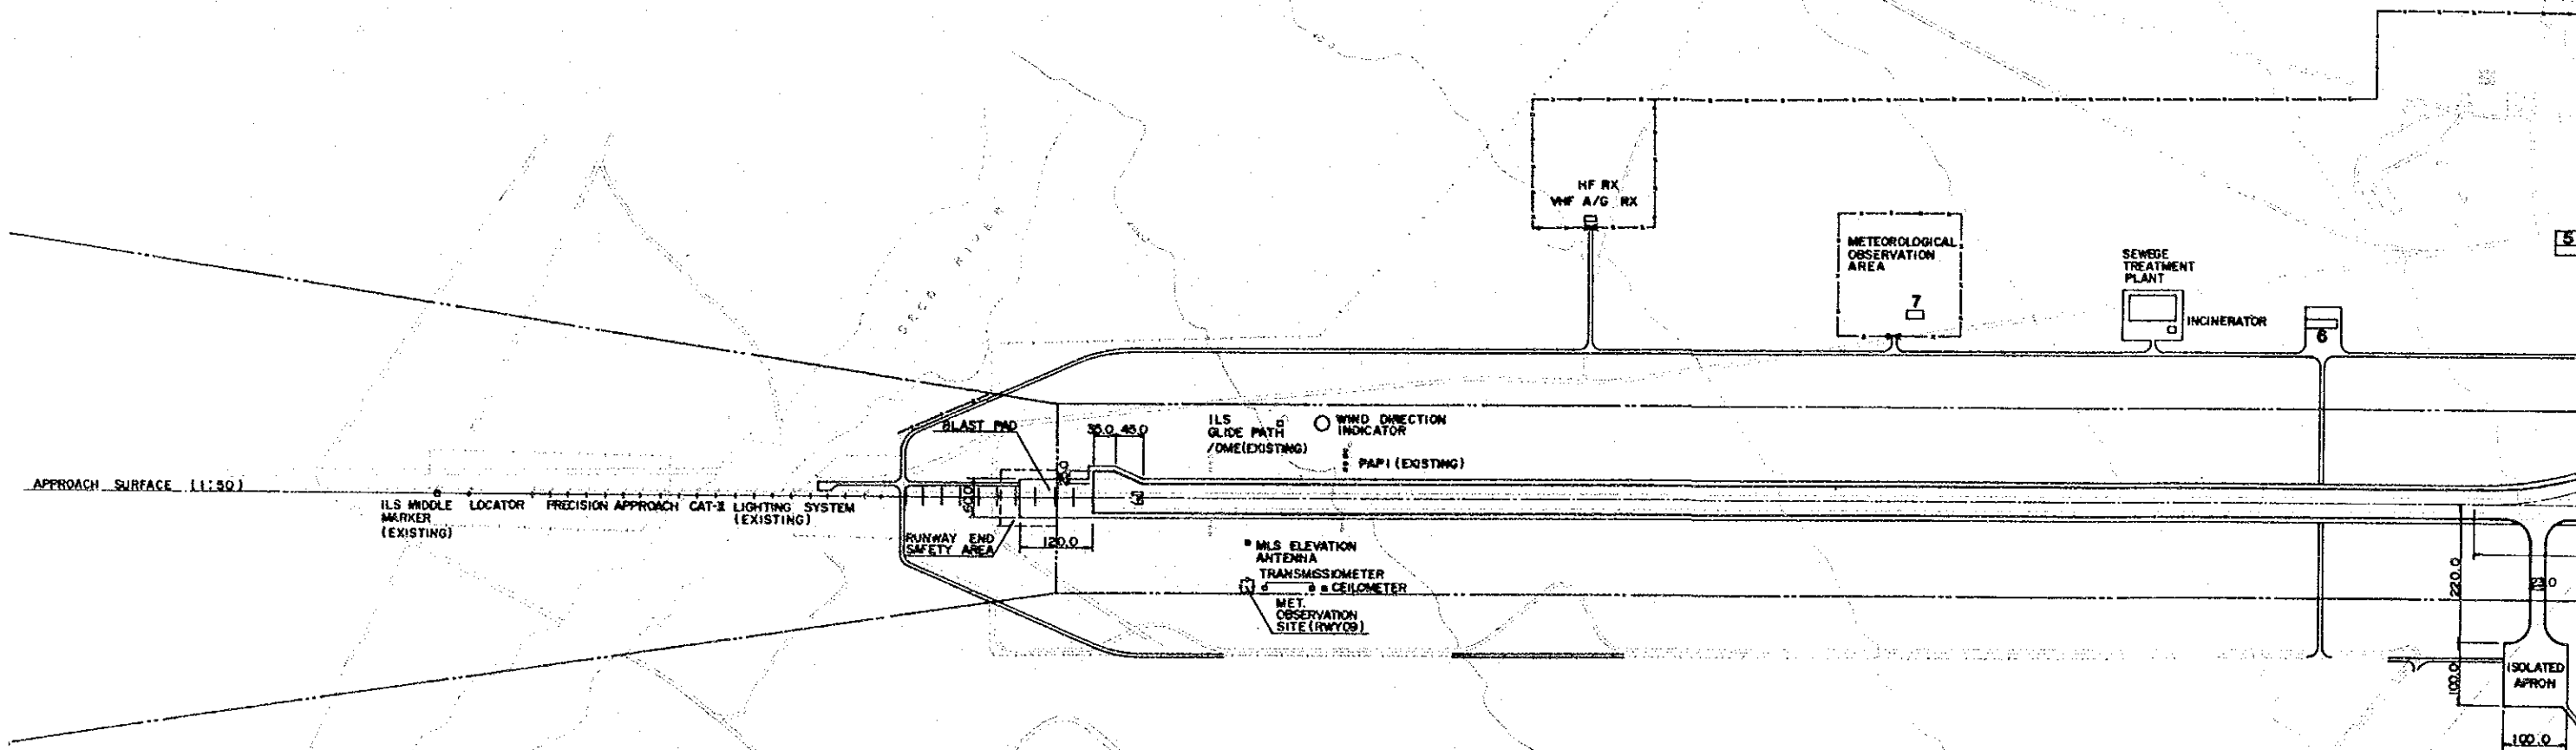 HF RX
VHF A/G RX
METEOROLOGICAL
OBSERVATION
AREA
7
SEWEGE
TREATMENT
PLANT
INCINERATOR
5
6
RIVER
BLAST PAD
35.0
45.0
ILS
GLIDE PATH
/DME(EXISTING)
WIND DIRECTION
INDICATOR
PAPI (EXISTING)
APPROACH SURFACE (1:50)
ILS MIDDLE
MARKER
(EXISTING)
LOCATOR
PRECISION APPROACH CAT-II LIGHTING SYSTEM
(EXISTING)
60.0
RUNWAY END
SAFETY AREA
120.0
MLS ELEVATION
ANTENNA
TRANSMISSIOMETER
CEILOMETER
MET.
OBSERVATION
SITE (RWY09)
220.0
23.0
ISOLATED
APRON
100.0
100.0